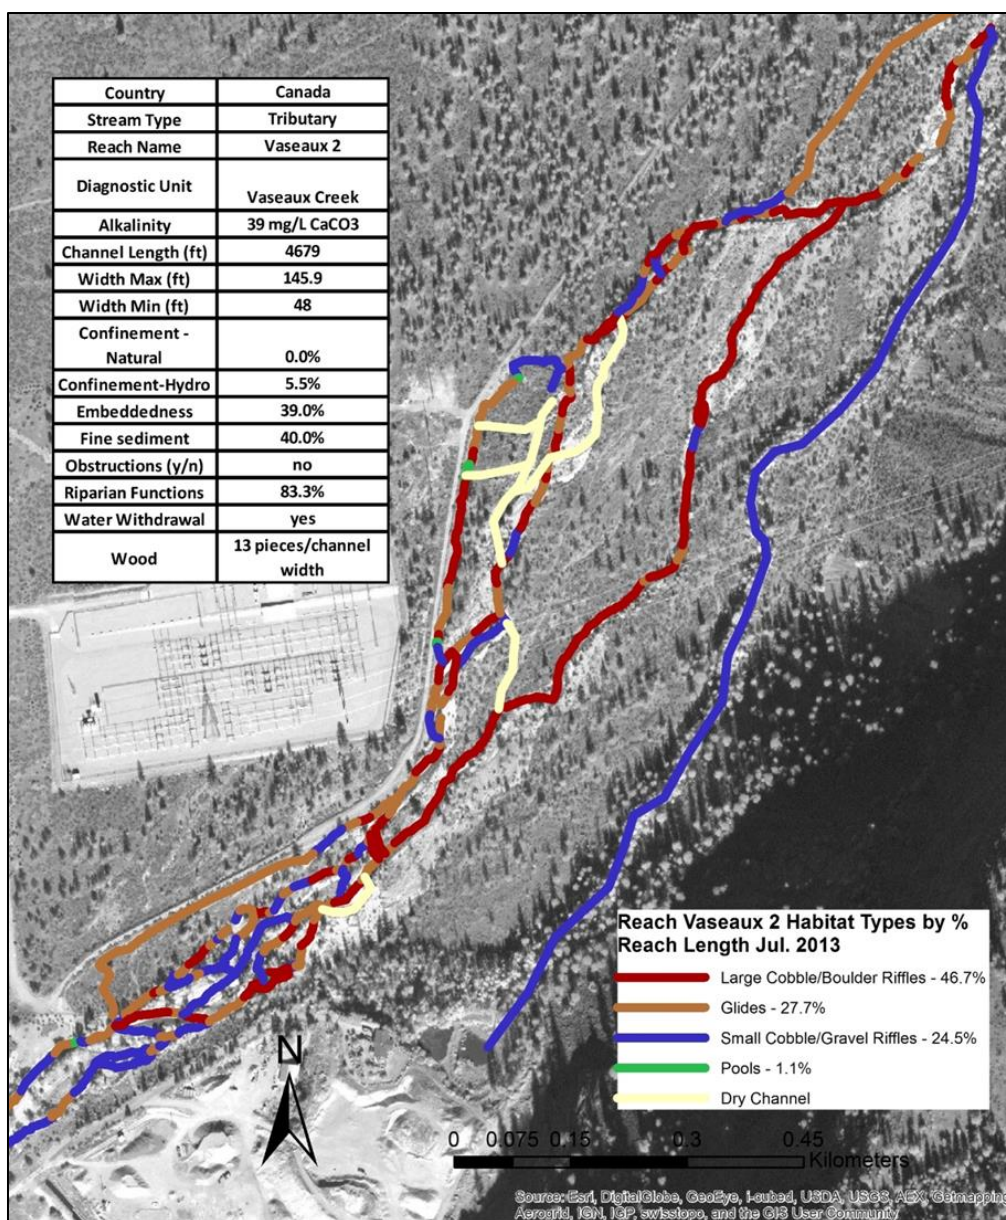 Country Canada
Stream Type Tributary
Reach Name Vaseaux 2
Diagnostic Unit Vaseaux Creek
Alkalinity 39 mg/L CaCO3
Channel Length (ft) 4679
Width Max (ft) 145.9
Width Min (ft) 48
Confinement -
Natural 0.0%
Confinement-Hydro 5.5%
Embeddedness 39.0%
Fine sediment 40.0%
Obstructions (y/n) no
Riparian Functions 83.3%
Water Withdrawal yes
Wood 13 pieces/channel
width
Reach Vaseaux 2 Habitat Types by %
Reach Length Jul. 2013
Large Cobble/Boulder Riffles - 46.7%
Glides - 27.7%
Small Cobble/Gravel Riffles - 24.5%
Pools - 1.1%
Dry Channel
N
0 0.075 0.15 0.3 0.45
Kilometers
Source: Esri, DigitalGlobe, GeoEye, i-cubed, USDA, USGS, AEX, Getmapping,
Aerogrid, IGN, IGP, swisstopo, and the GIS User Community